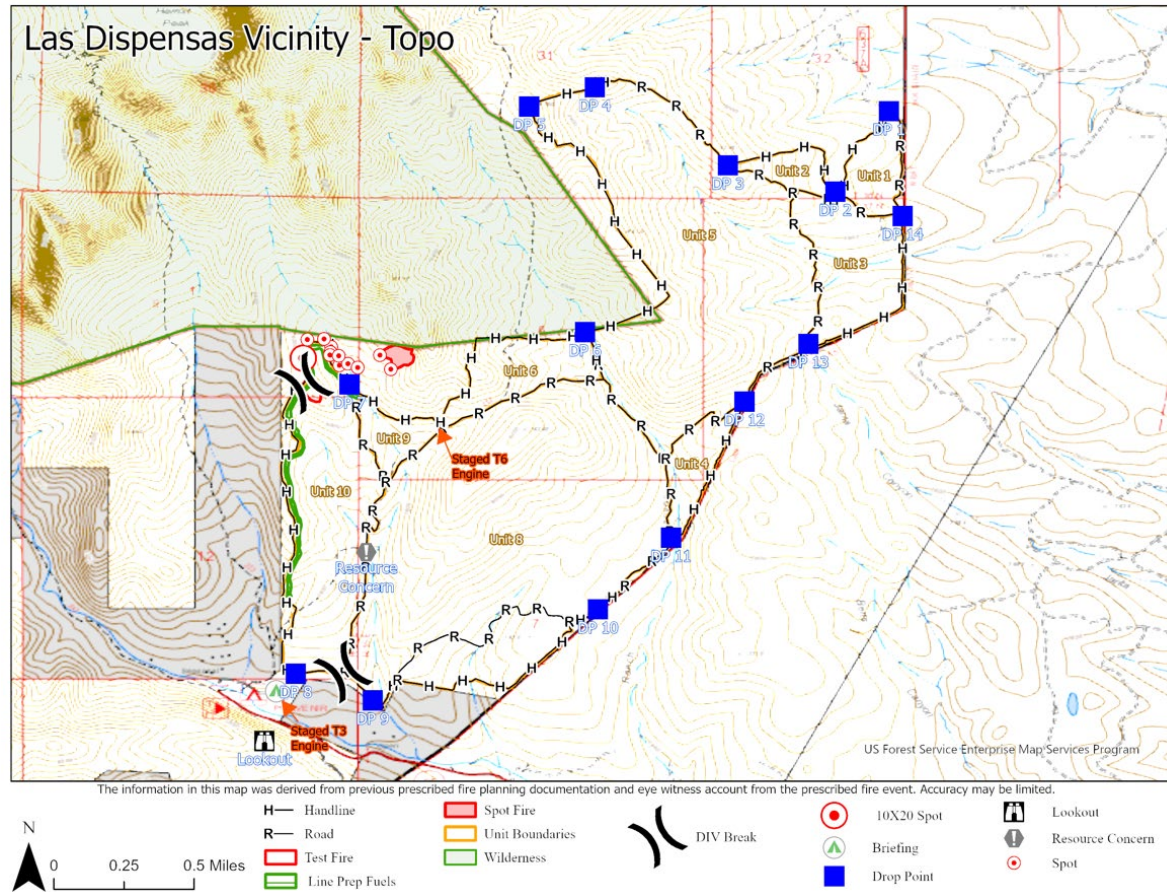 Las Dispensas Vicinity - Topo
31
32
DP 5
DP 4
DP 1
DP 3
Unit 2
Unit 1
DP 2
DP 14
Unit 5
Unit 3
DP 6
DP 13
Unit 6
DP
DP 12
Unit 9
Staged T6
Engine
Unit 4
Unit 10
12
Unit 8
DP 11
Resource
Concern
DP 10
7
DP 8
DP 9
Staged T3
Engine
Lookout
US Forest Service Enterprise Map Services Program
The information in this map was derived from previous prescribed fire planning documentation and eye witness account from the prescribed fire event. Accuracy may be limited.
N
0 0.25 0.5 Miles
H Handline
R Road
Test Fire
Line Prep Fuels
Spot Fire
Unit Boundaries
Wilderness
DIV Break
10X20 Spot
Briefing
Drop Point
Lookout
Resource Concern
Spot